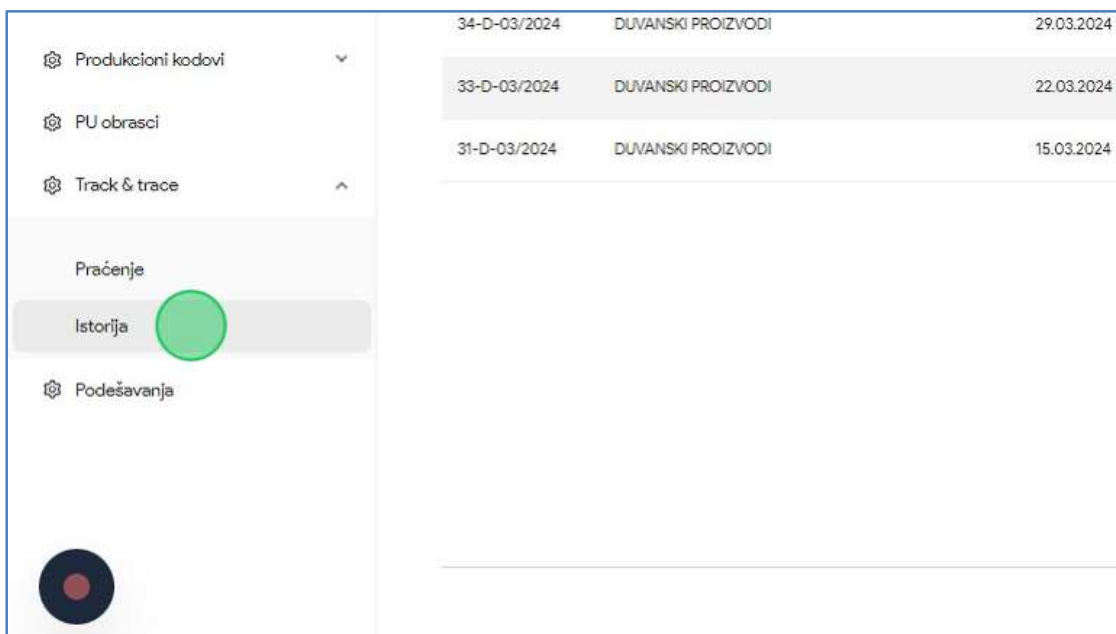 Produkcioni kodovi
PU obrasci
Track & trace
Praćenje
Istorija
Podešavanja
34-D-03/2024 DUVANSKI PROIZVODI 29.03.2024
33-D-03/2024 DUVANSKI PROIZVODI 22.03.2024
31-D-03/2024 DUVANSKI PROIZVODI 15.03.2024